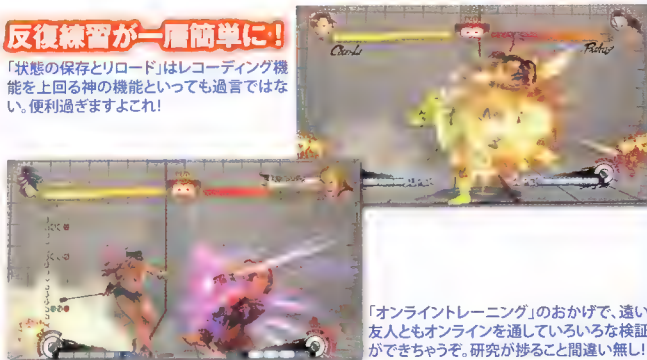 反復練習が一層簡単に!
「状態の保存とリロード」はレコーディング機
能を上回る神の機能といっても過言ではな
い。便利過ぎますよこれ!
「オンライントレーニング」のおかげで、遠い
友人ともオンラインを通していろいろな検証
ができちゃうぞ。研究が捗ること間違い無し!